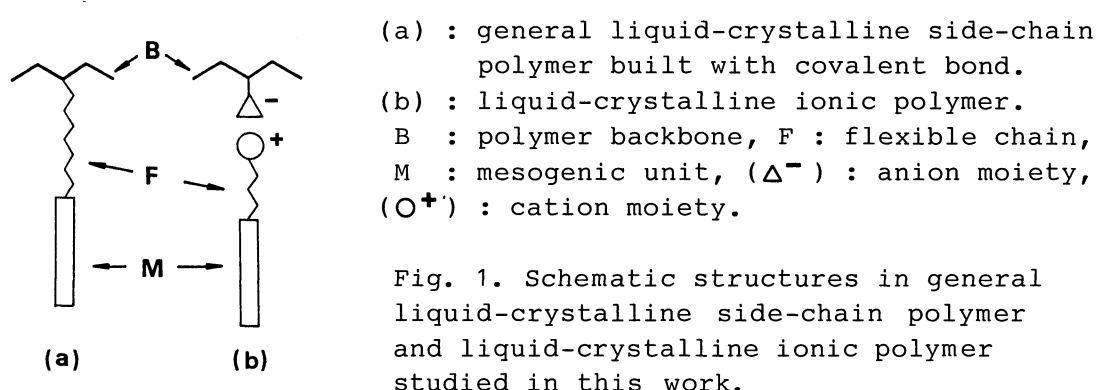 B
F
M
(a)
(b)
−
+
(a) : general liquid-crystalline side-chain
polymer built with covalent bond.
(b) : liquid-crystalline ionic polymer.
B : polymer backbone, F : flexible chain,
M : mesogenic unit, (△⁻) : anion moiety,
(○⁺) : cation moiety.
Fig. 1. Schematic structures in general
liquid-crystalline side-chain polymer
and liquid-crystalline ionic polymer
studied in this work.